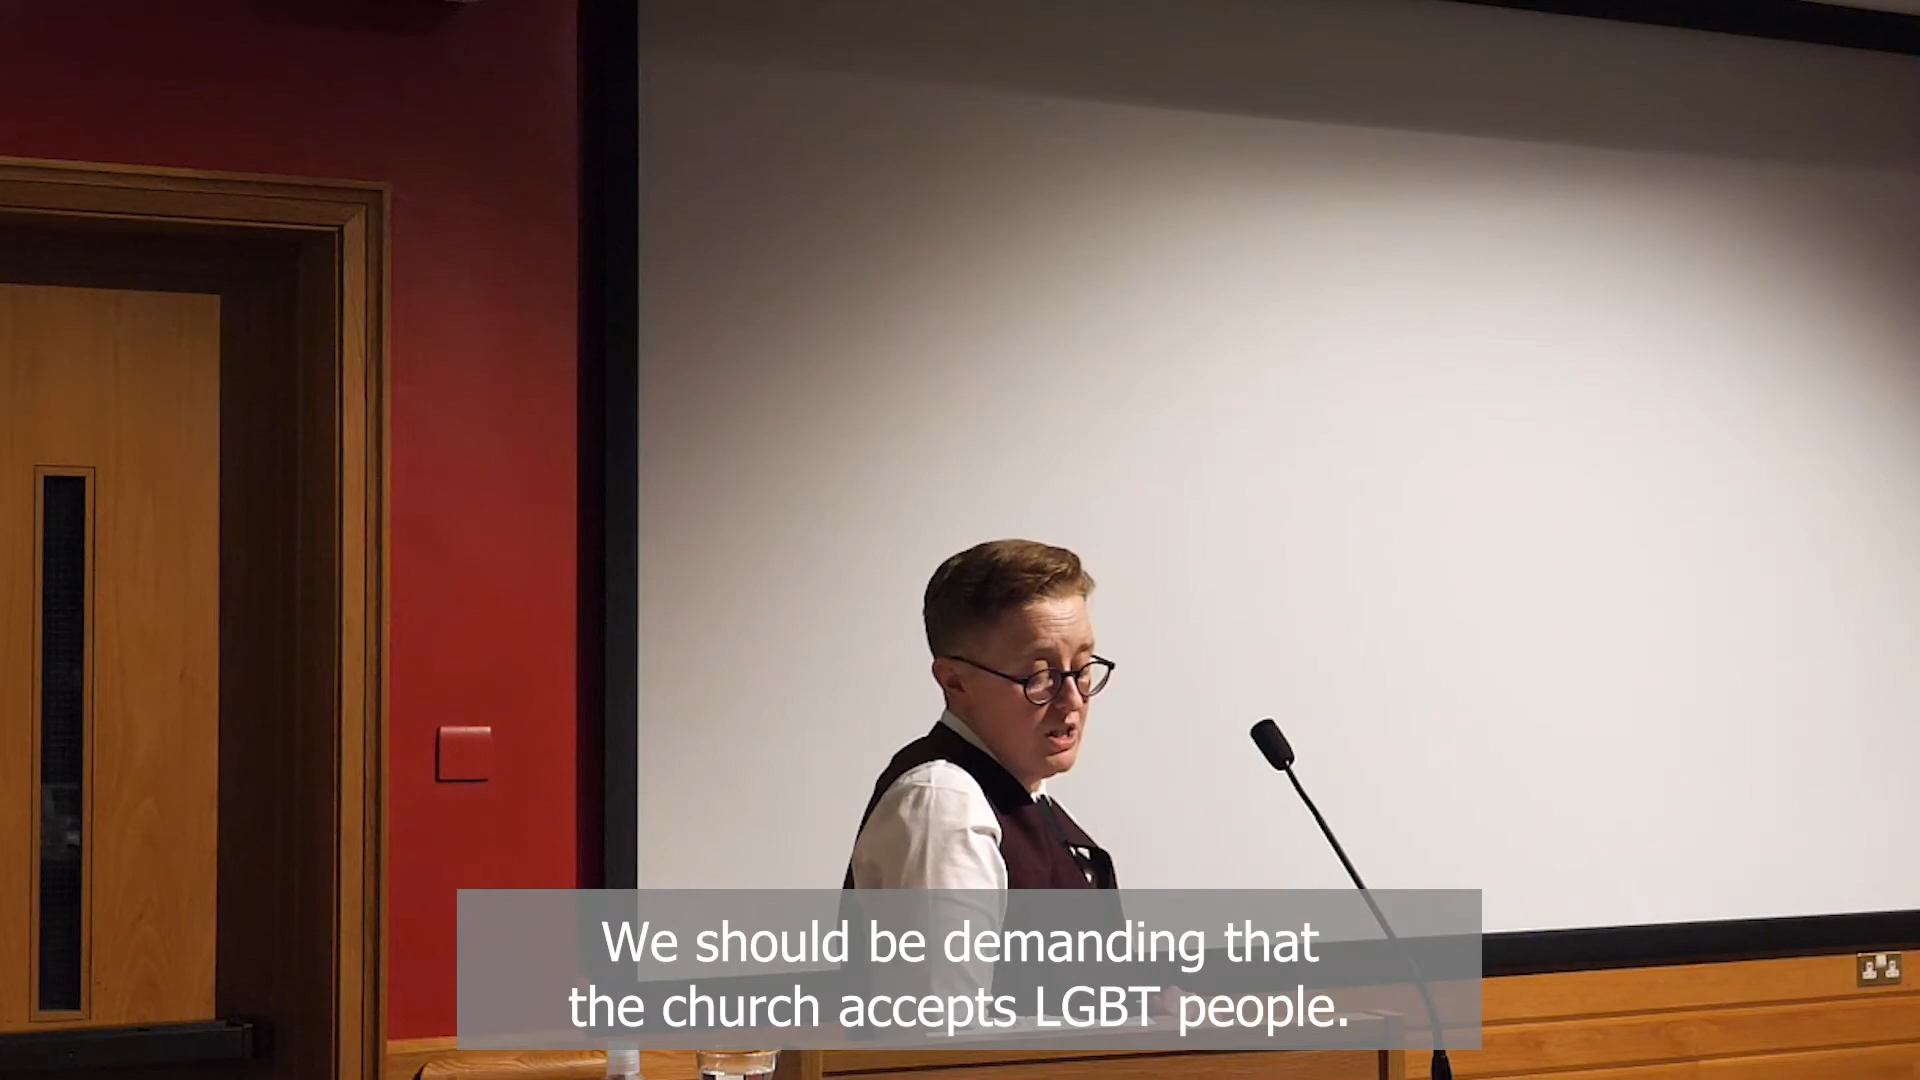 We should be demanding that
the church accepts LGBT people.